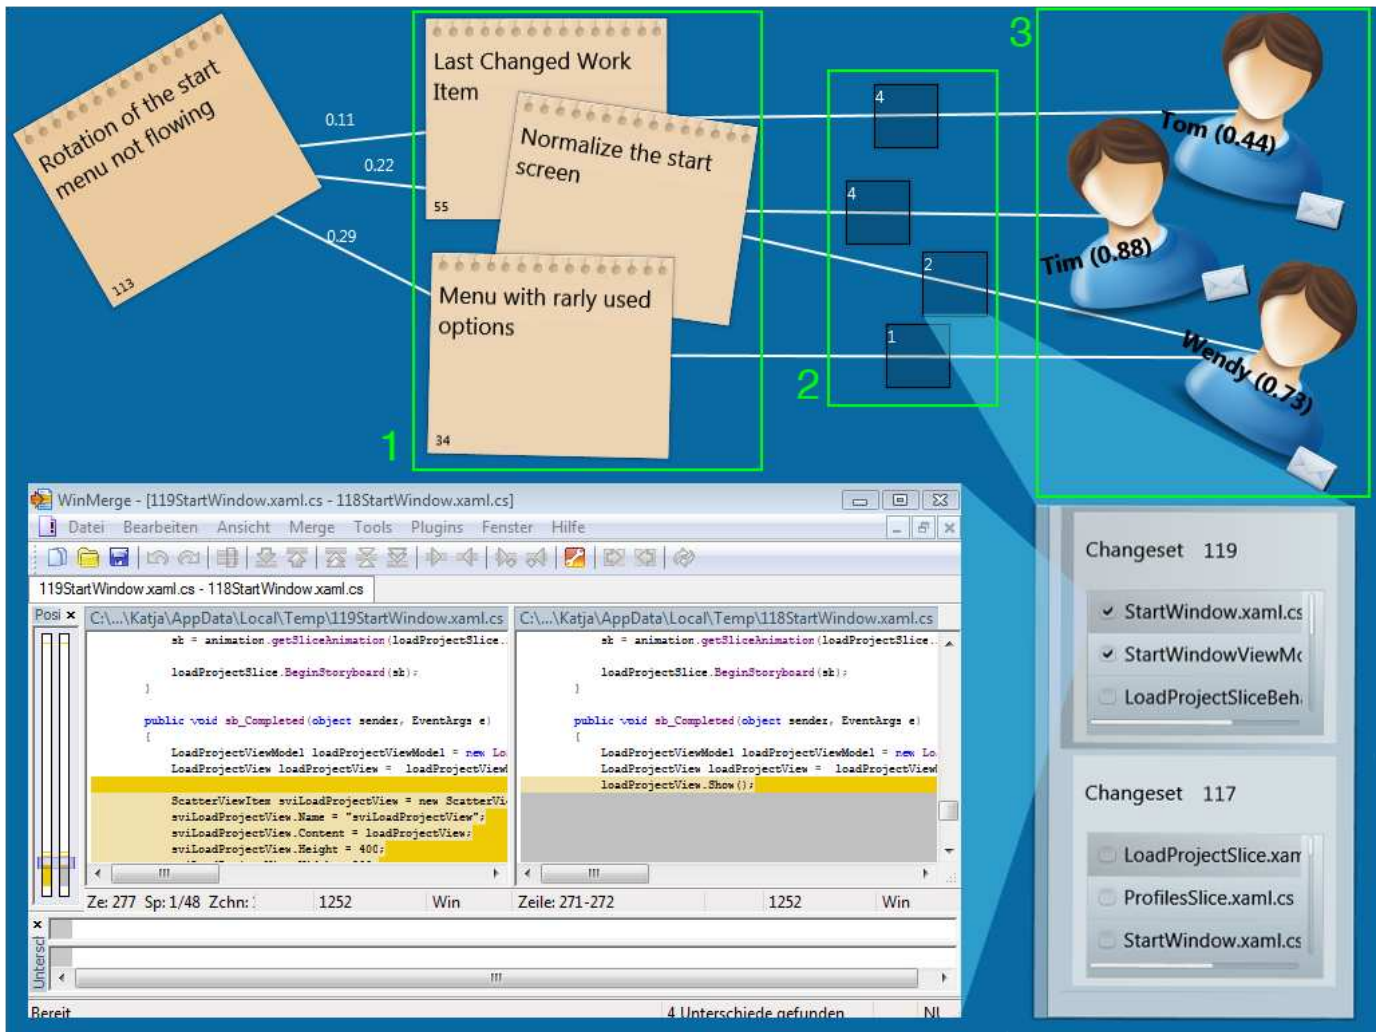 3
Rotation of the start
menu not flowing
113
0.11
0.22
0.29
1
Last Changed Work
Item
55
Normalize the start
screen
Menu with rarly used
options
34
2
4
4
2
1
Tom (0.44)
Tim (0.88)
Wendy (0.73)
WinMerge - [119StartWindow.xaml.cs - 118StartWindow.xaml.cs]
Datei Bearbeiten Ansicht Merge Tools Plugins Fenster Hilfe
119StartWindow.xaml.cs - 118StartWindow.xaml.cs
Posi x
C:\...\Katja\AppData\Local\Temp\119StartWindow.xaml.cs
sb = animation.getSliceAnimation(loadProjectSlice.
loadProjectSlice.BeginStoryboard(sb);
}
public void sb_Completed(object sender, EventArgs e)
{
LoadProjectViewModel loadProjectViewModel = new Lo
LoadProjectView loadProjectView = loadProjectView
ScatterViewItem sviLoadProjectView = new ScatterVi
sviLoadProjectView.Name = "sviLoadProjectView";
sviLoadProjectView.Content = loadProjectView;
sviLoadProjectView.Height = 400;
C:\...\Katja\AppData\Local\Temp\118StartWindow.xaml.cs
sb = animation.getSliceAnimation(loadProjectSlice.
loadProjectSlice.BeginStoryboard(sb);
}
public void sb_Completed(object sender, EventArgs e)
{
LoadProjectViewModel loadProjectViewModel = new Lo
LoadProjectView loadProjectView = loadProjectView
loadProjectView.Show();
Ze: 277 Sp: 1/48 Zchn: 1252 Win
Zeile: 271-272 1252 Win
x
Untersch
Bereit 4 Unterschiede gefunden NL
Changeset 119
StartWindow.xaml.cs
StartWindowViewMo
LoadProjectSliceBeh
Changeset 117
LoadProjectSlice.xam
ProfilesSlice.xaml.cs
StartWindow.xaml.cs